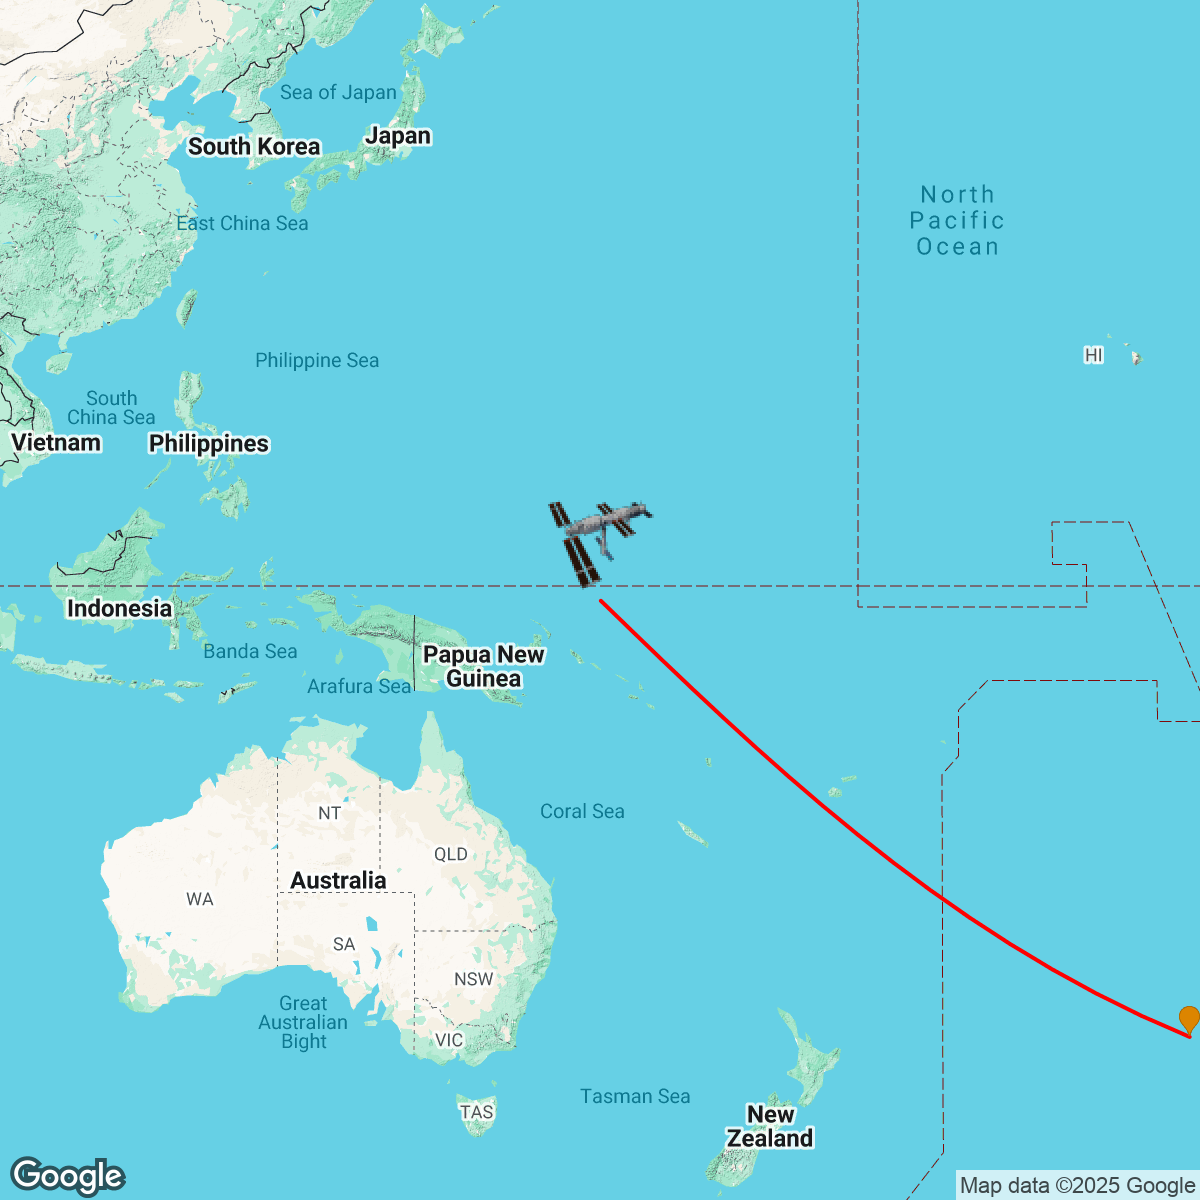 Sea of Japan
Japan
South Korea
North
Pacific
Ocean
East China Sea
Philippine Sea
HI
South
China Sea
Vietnam
Philippines
Indonesia
Banda Sea
Papua New
Guinea
Arafura Sea
NT
Coral Sea
QLD
Australia
WA
SA
NSW
Great
Australian
Bight
VIC
Tasman Sea
TAS
New
Zealand
Google
Map data ©2025 Google